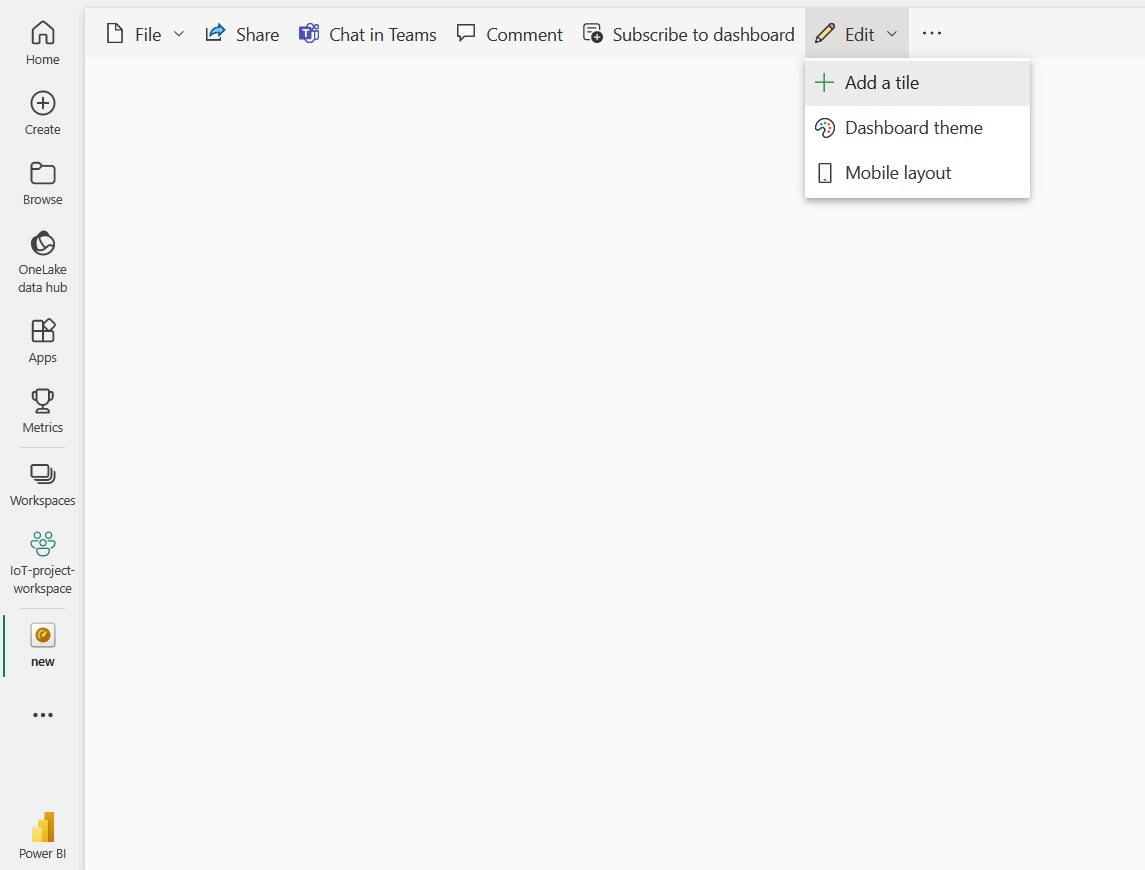 File
Share
Chat in Teams
Comment
Subscribe to dashboard
Edit
Add a tile
Dashboard theme
Mobile layout
Home
Create
Browse
OneLake
data hub
Apps
Metrics
Workspaces
IoT-project-
workspace
new
Power BI